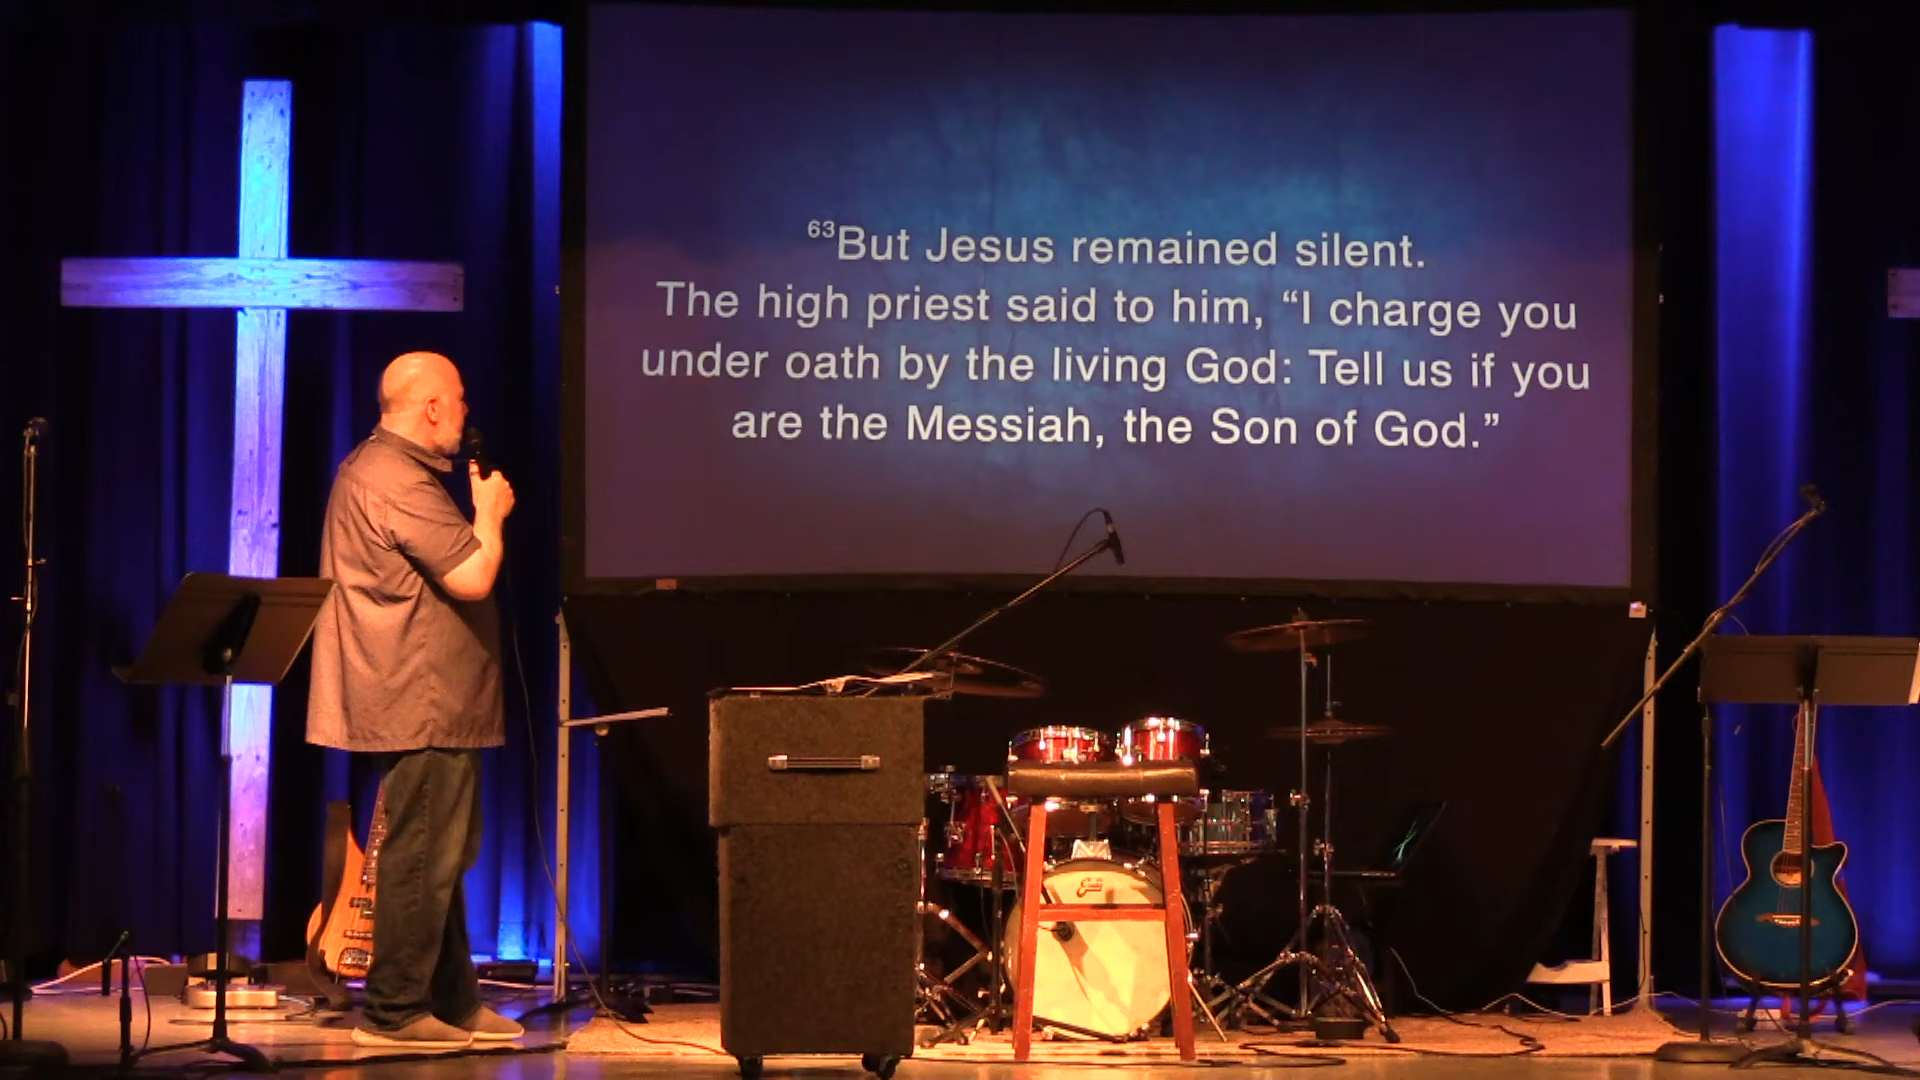 ⁶³But Jesus remained silent.
The high priest said to him, “I charge you
under oath by the living God: Tell us if you
are the Messiah, the Son of God.”